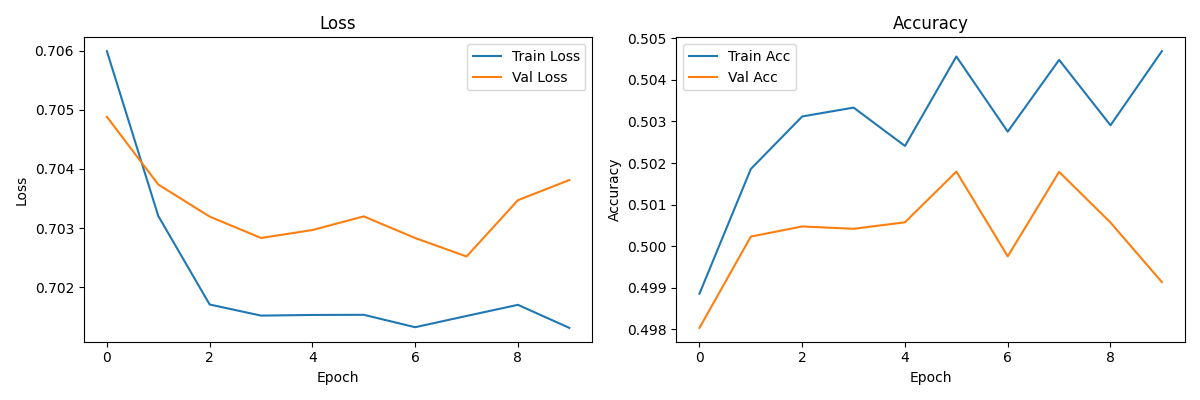 Loss
0.706
0.705
0.704
0.703
0.702
Loss
0 2 4 6 8
Epoch
Train Loss
Val Loss
Accuracy
0.505
0.504
0.503
0.502
0.501
0.500
0.499
0.498
Accuracy
0 2 4 6 8
Epoch
Train Acc
Val Acc